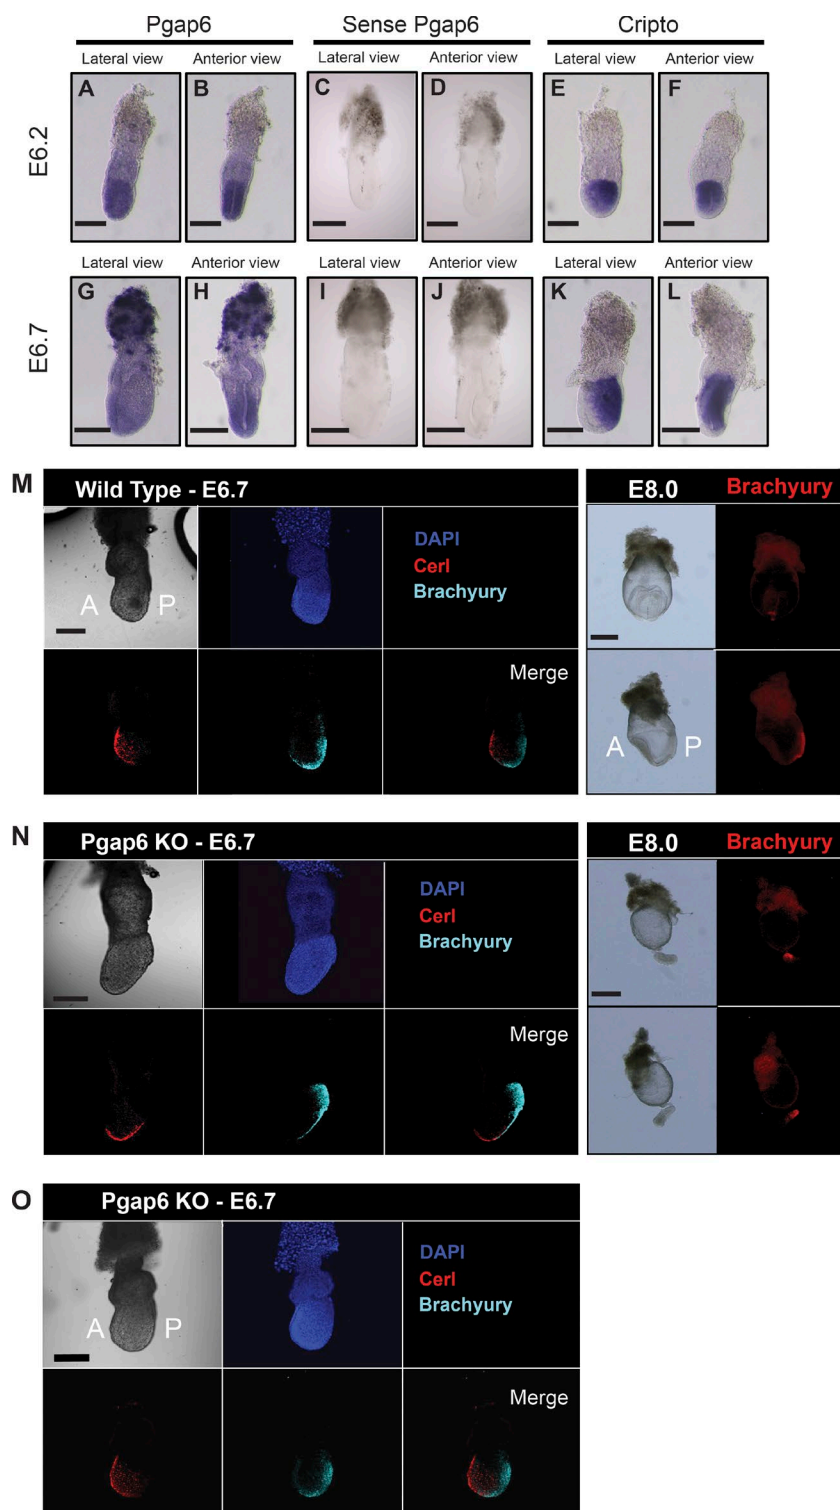 Pgap6 Sense Pgap6 Cripto
Lateral view Anterior view Lateral view Anterior view Lateral view Anterior view
E6.2
A B C D E F
Lateral view Anterior view Lateral view Anterior view Lateral view Anterior view
E6.7
G H I J K L
M Wild Type - E6.7 E8.0 Brachyury
DAPI
Cerl
Brachyury
A P
Merge
A P
N Pgap6 KO - E6.7 E8.0 Brachyury
DAPI
Cerl
Brachyury
Merge
O Pgap6 KO - E6.7
DAPI
Cerl
Brachyury
A P
Merge